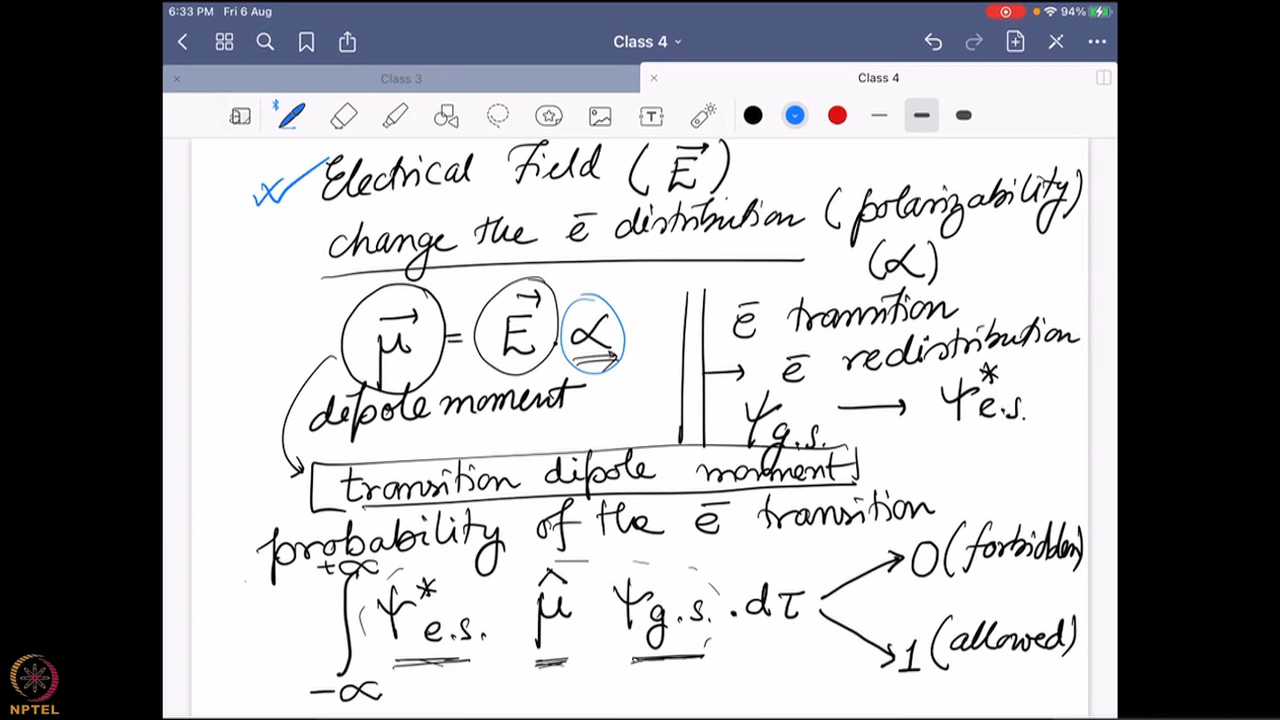 6:33 PM Fri 6 Aug
94%
Class 4
Class 3
Class 4
Electrical Field (E⃗)
change the ē distribution (polarizability)
(α)
μ⃗ = E⃗ . α
dipole moment
ē transition
→ ē redistribution
ψg.s. → ψ*e.s.
transition dipole moment
probability of the ē transition
+∞
∫ ψ*e.s. μ̂ ψg.s. . dτ
-∞
0 (forbidden)
1 (allowed)
NPTEL